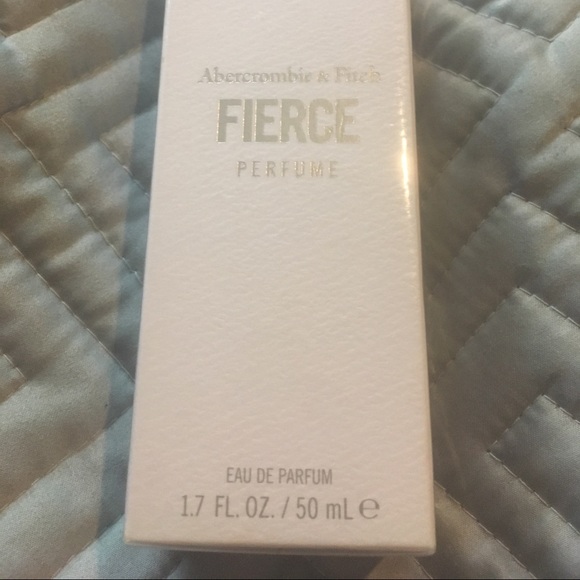 Abercrombie & Fitch
FIERCE
PERFUME
EAU DE PARFUM
1.7 FL. OZ. / 50 mL ℮